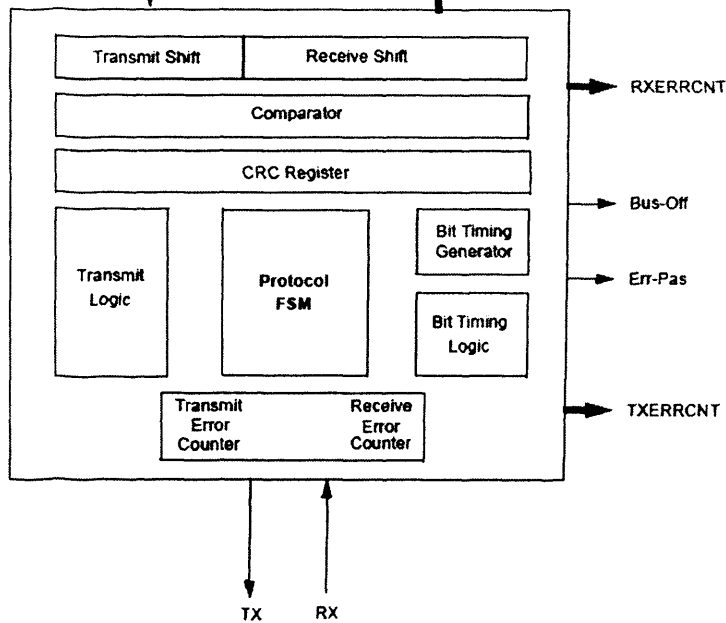 Transmit Shift
Receive Shift
RXERRCNT
Comparator
CRC Register
Bus-Off
Transmit
Logic
Protocol
FSM
Bit Timing
Generator
Err-Pas
Bit Timing
Logic
Transmit
Error
Counter
Receive
Error
Counter
TXERRCNT
TX
RX